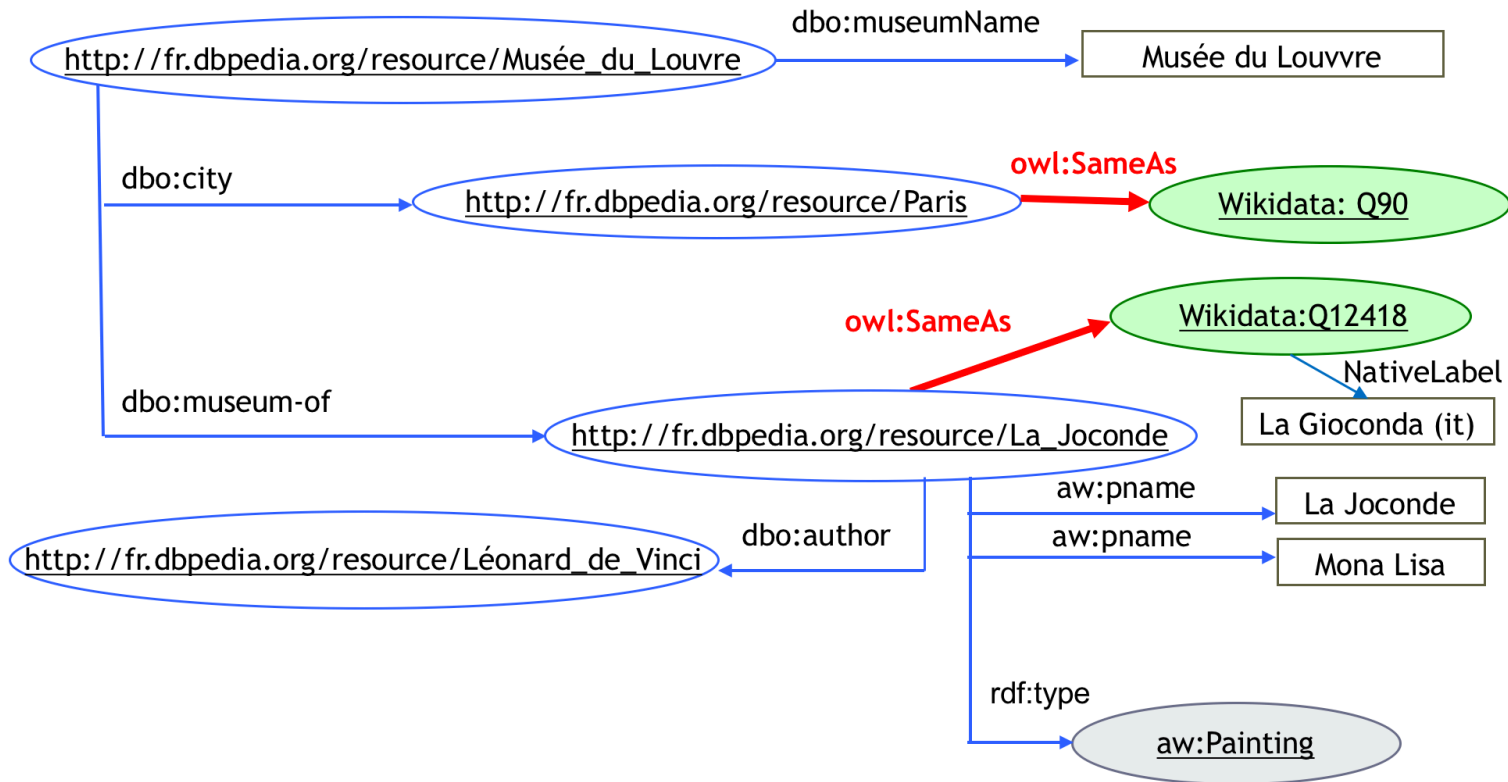 dbo:museumName
http://fr.dbpedia.org/resource/Musée_du_Louvre
Musée du Louvvre
dbo:city
owl:SameAs
http://fr.dbpedia.org/resource/Paris
Wikidata: Q90
owl:SameAs
Wikidata:Q12418
NativeLabel
dbo:museum-of
La Gioconda (it)
http://fr.dbpedia.org/resource/La_Joconde
aw:pname
La Joconde
dbo:author
aw:pname
http://fr.dbpedia.org/resource/Léonard_de_Vinci
Mona Lisa
rdf:type
aw:Painting